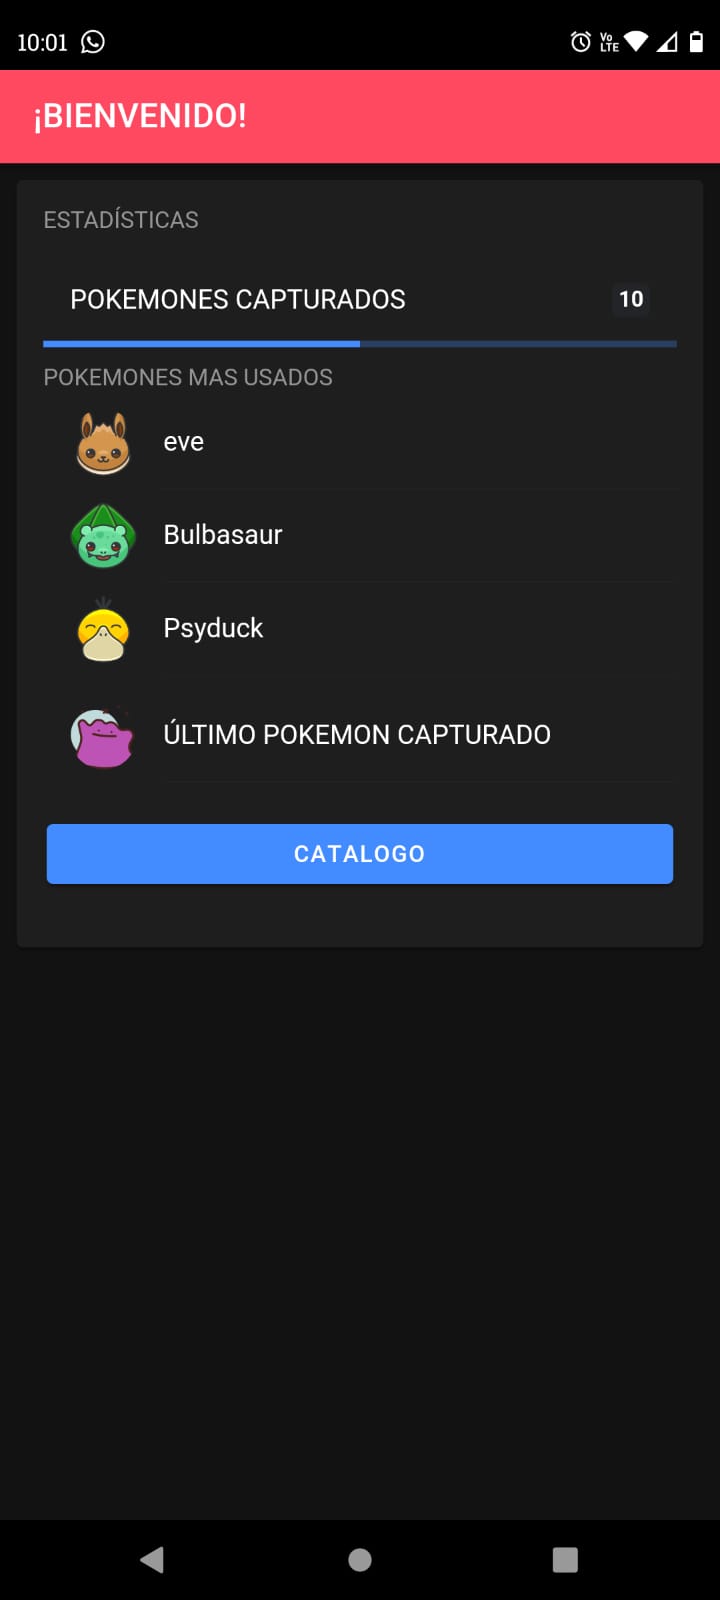 10:01
Vo
LTE
¡BIENVENIDO!
ESTADÍSTICAS
POKEMONES CAPTURADOS 10
POKEMONES MAS USADOS
eve
Bulbasaur
Psyduck
ÚLTIMO POKEMON CAPTURADO
CATALOGO